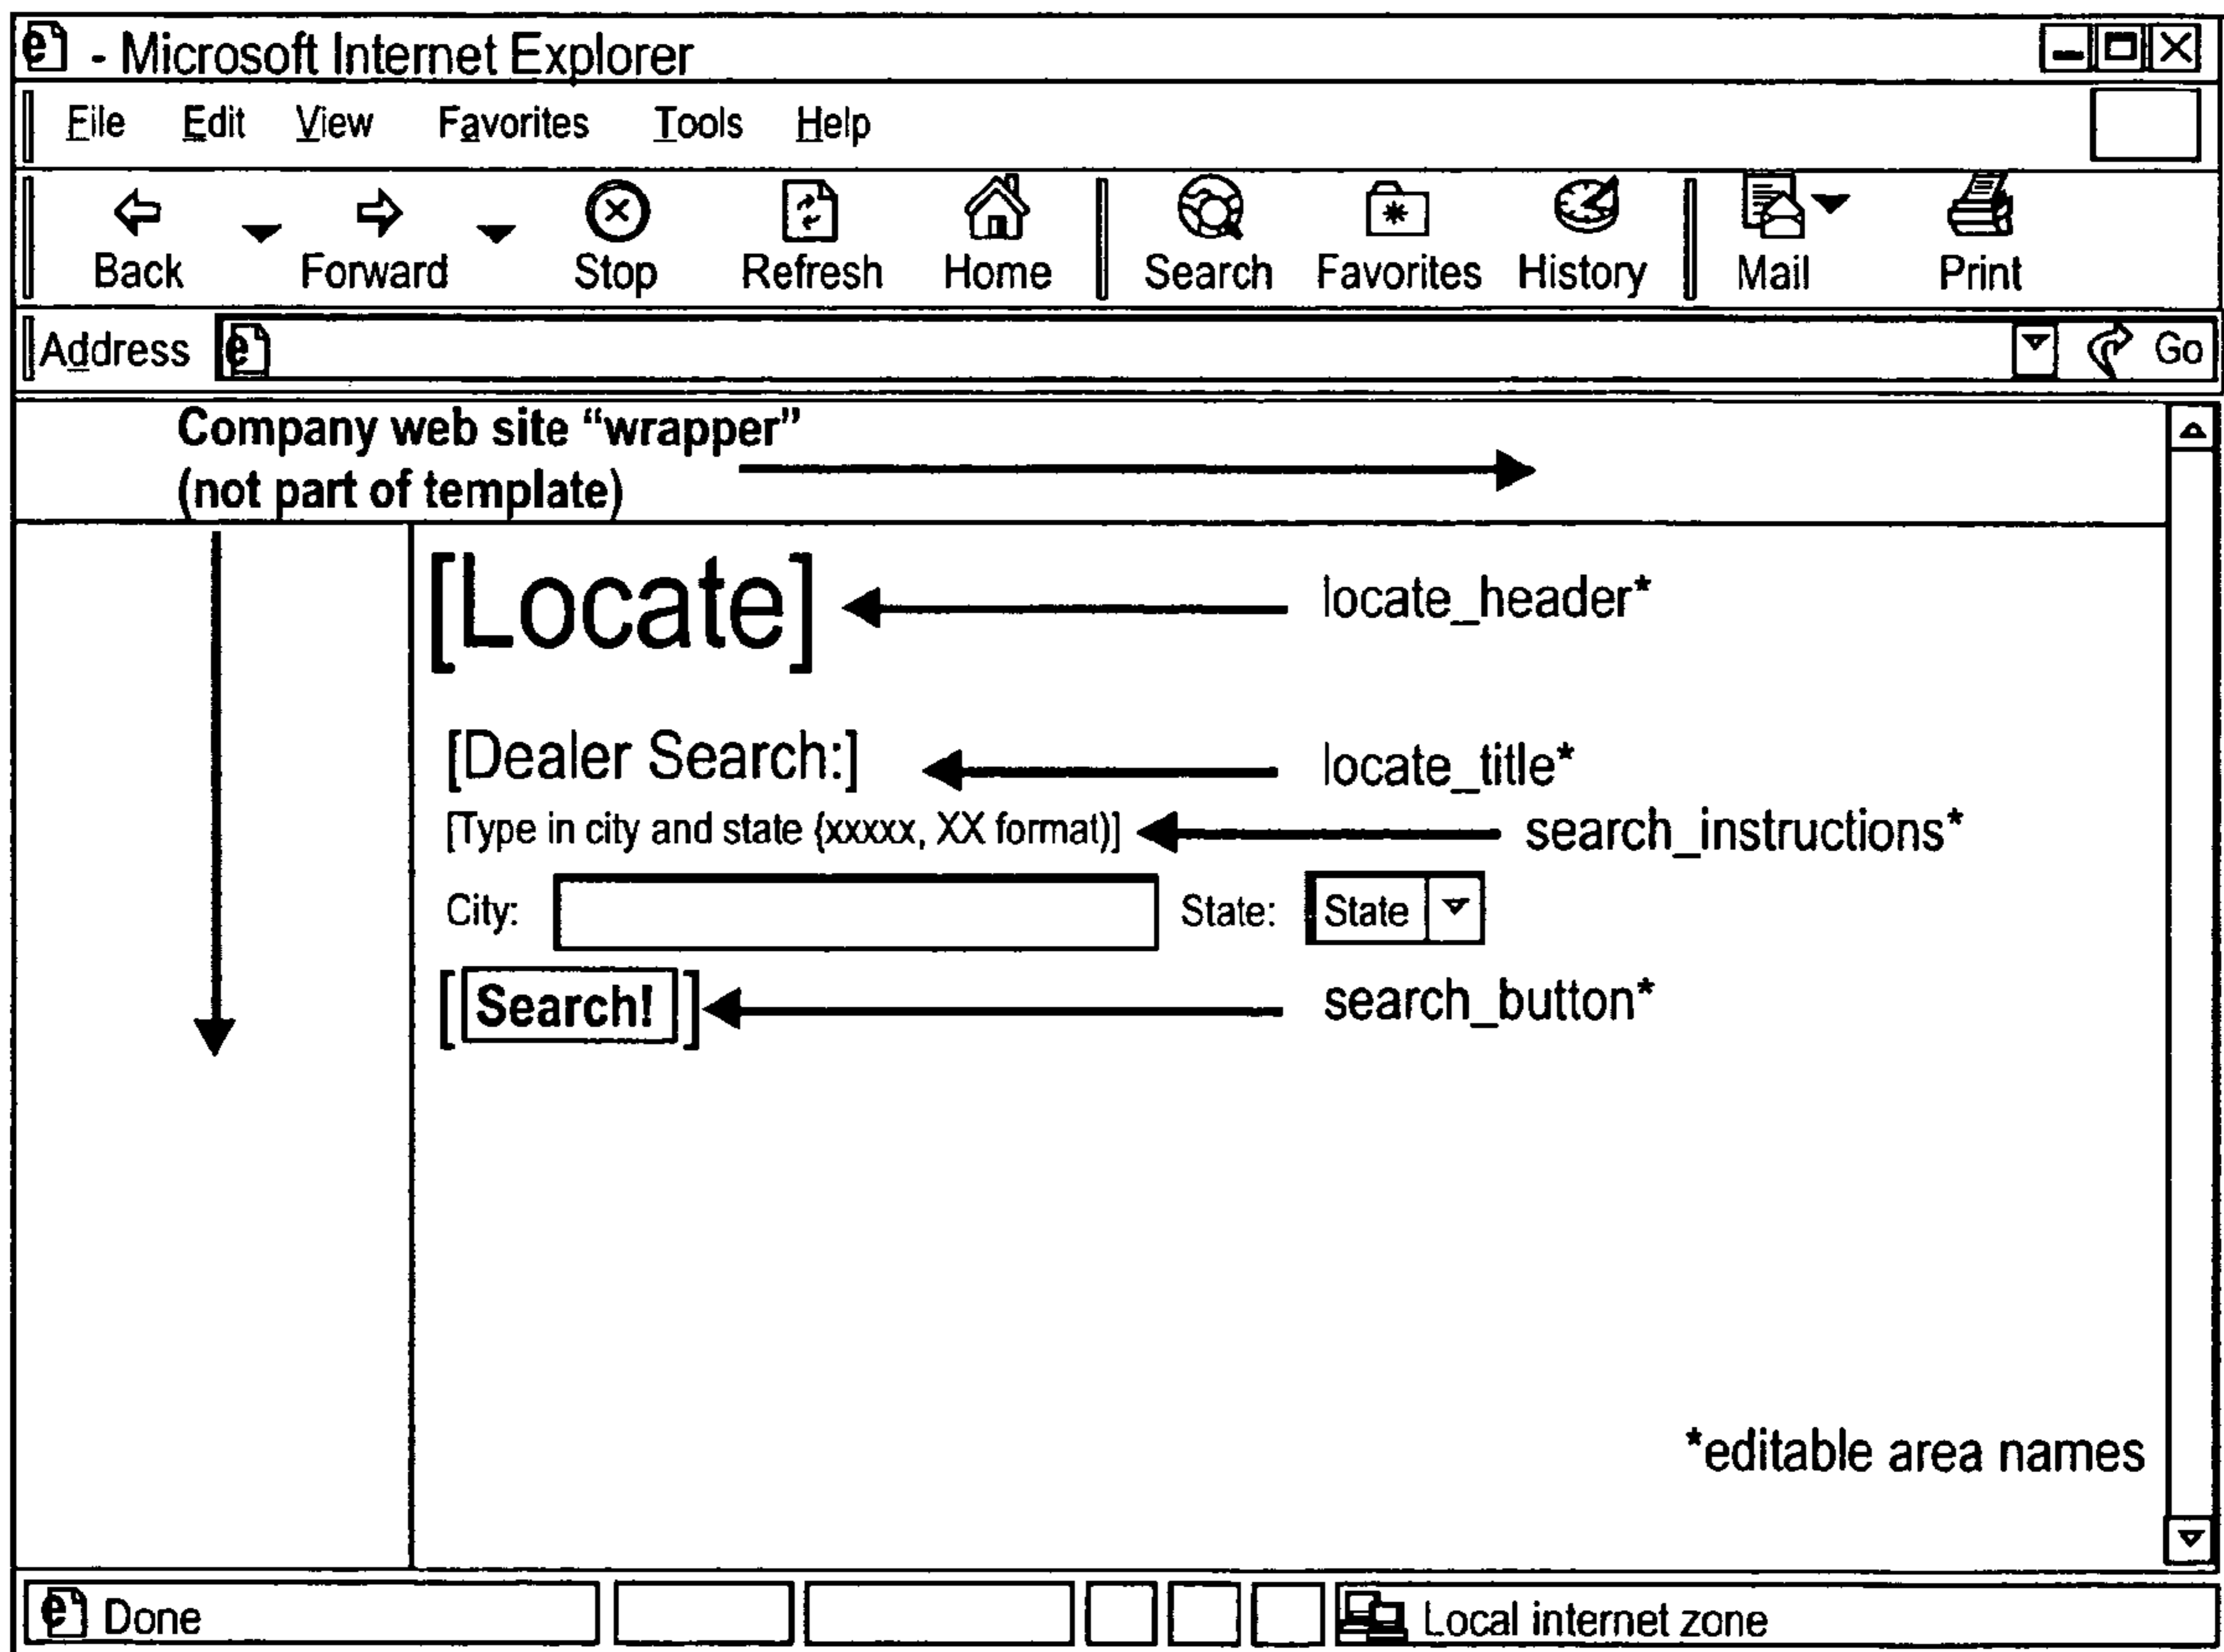 - Microsoft Internet Explorer
File Edit View Favorites Tools Help
Back Forward Stop Refresh Home Search Favorites History Mail Print
Address Go
Company web site “wrapper”
(not part of template)
[Locate] locate_header*
[Dealer Search:] locate_title*
[Type in city and state (xxxxx, XX format)] search_instructions*
City: State: State
[Search!] search_button*
*editable area names
Done Local internet zone